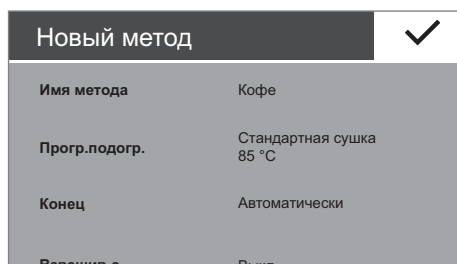 Новый метод
Имя метода Кофе
Прогр.подогр. Стандартная сушка
85 °C
Конец Автоматически